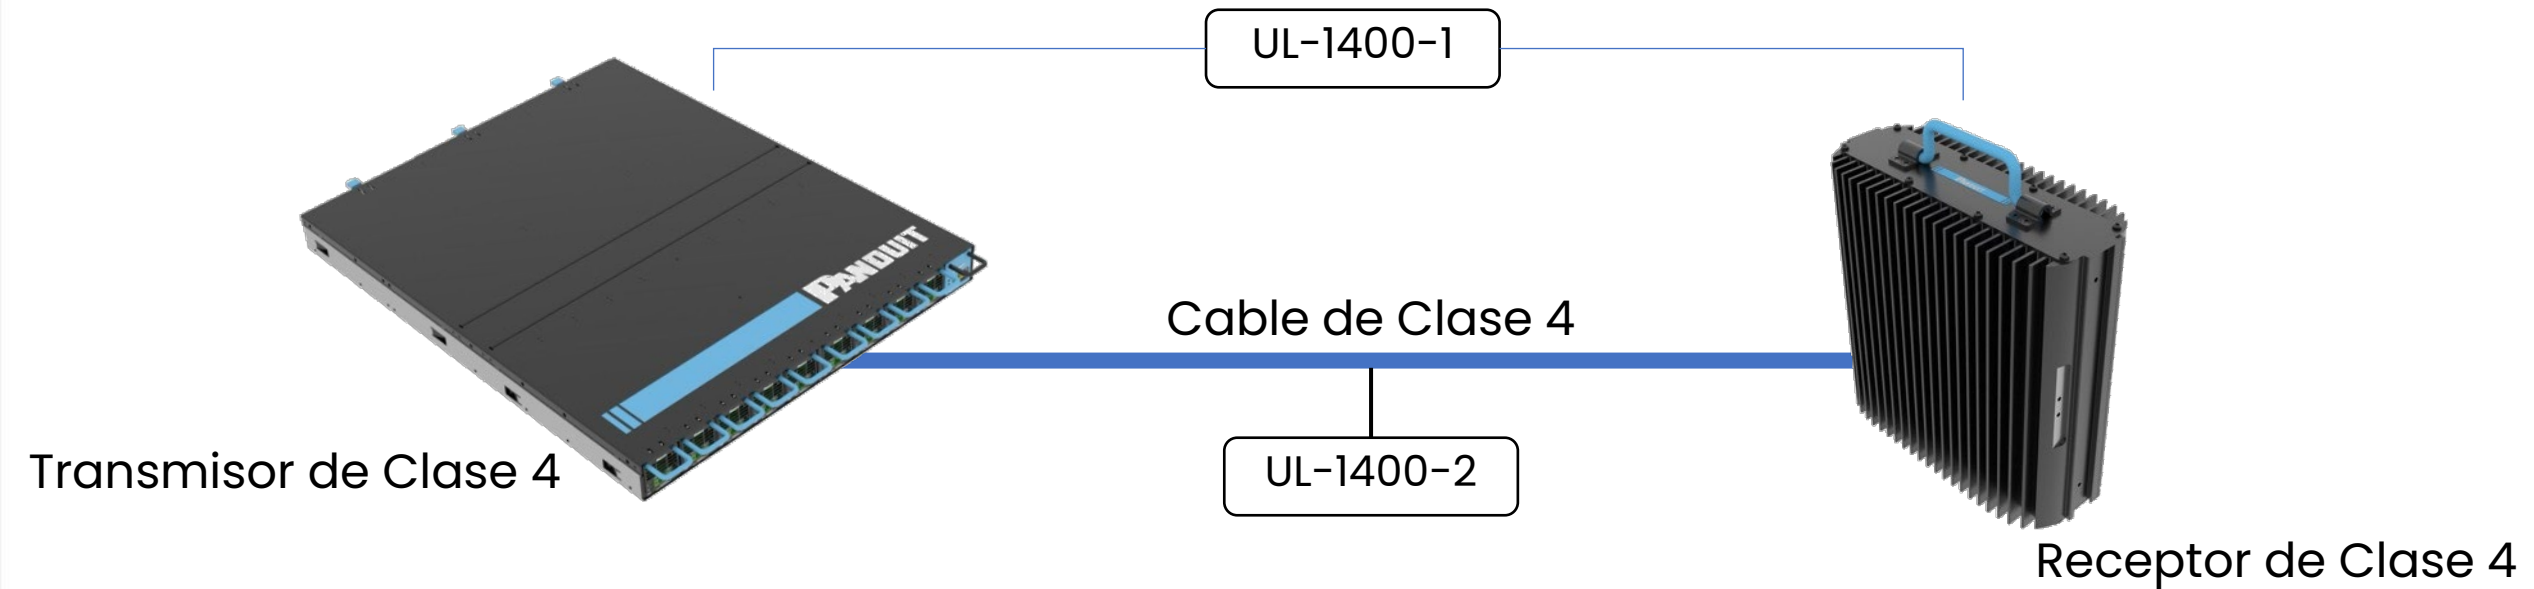 UL-1400-1
PANDUIT
Cable de Clase 4
Transmisor de Clase 4
UL-1400-2
Receptor de Clase 4